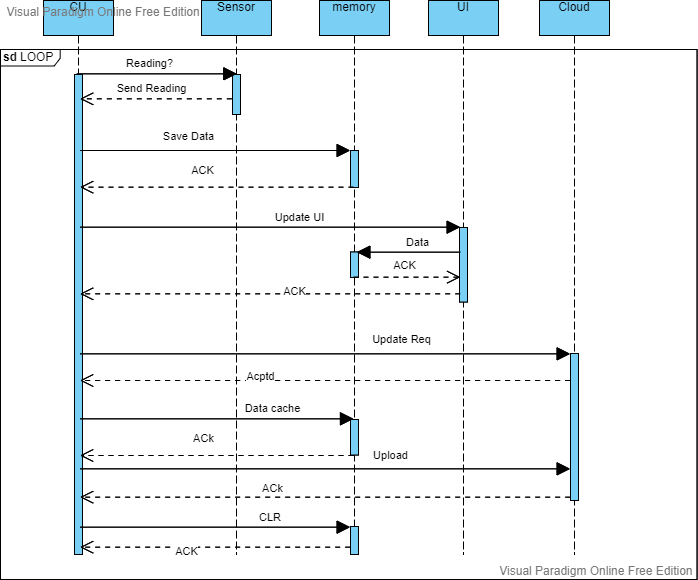 Visual Paradigm Online Free Edition
CU
Sensor
memory
UI
Cloud
sd LOOP
Reading?
Send Reading
Save Data
ACK
Update UI
Data
ACK
ACK
Update Req
Acptd
Data cache
ACk
Upload
ACk
CLR
ACK
Visual Paradigm Online Free Edition